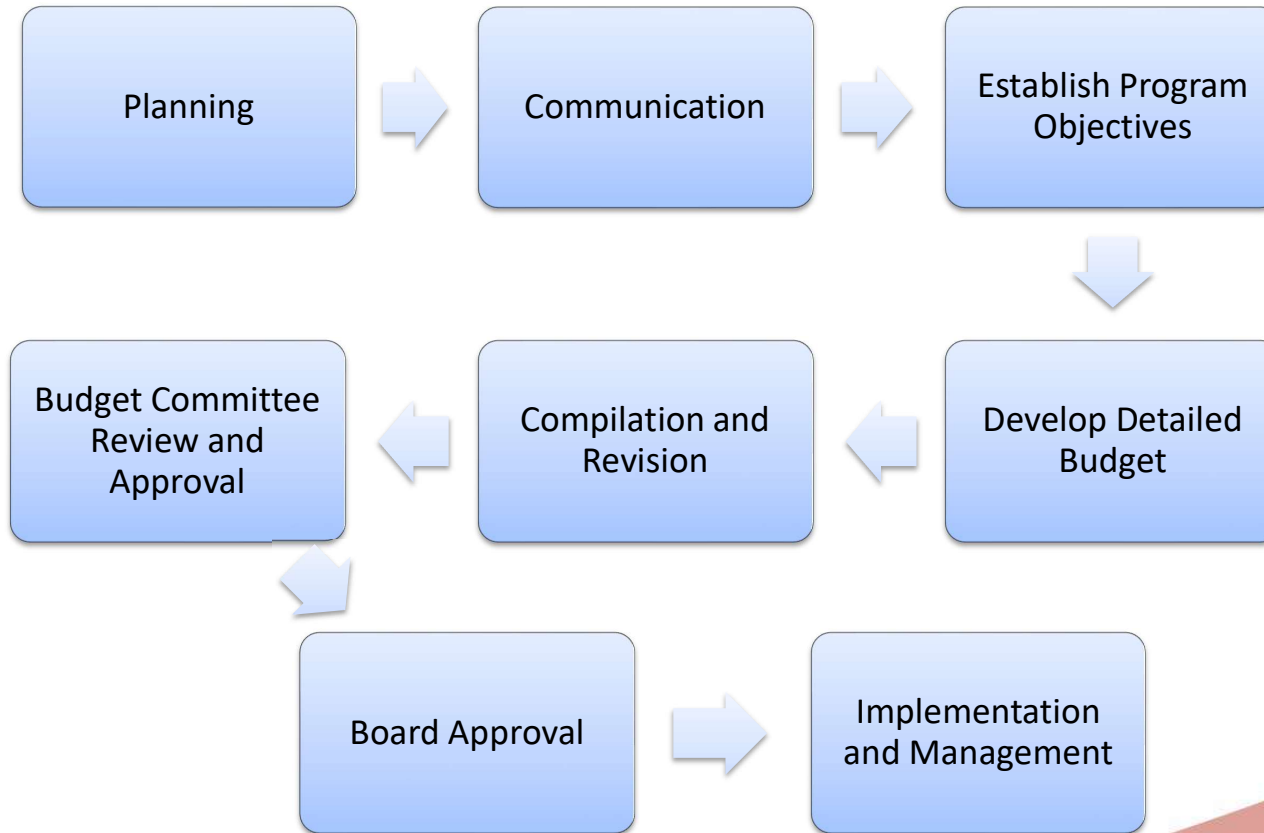 Planning
Communication
Establish Program
Objectives
Develop Detailed
Budget
Compilation and
Revision
Budget Committee
Review and
Approval
Board Approval
Implementation
and Management